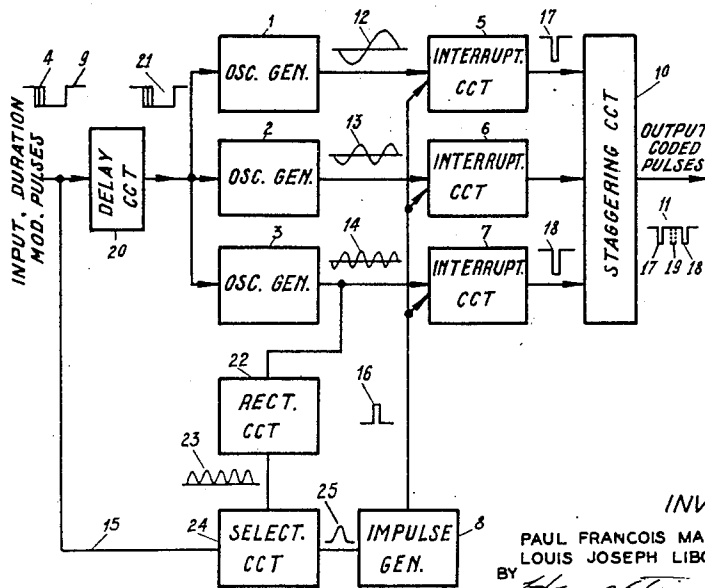 1
OSC. GEN.
12
5
INTERRUPT.
CCT
17
4
9
21
10
2
OSC. GEN.
13
6
INTERRUPT.
CCT
STAGGERING CCT
OUTPUT
CODED
PULSES
INPUT, DURATION
MOD. PULSES
DELAY
CCT
20
3
OSC. GEN.
14
7
INTERRUPT.
CCT
18
11
17
19
18
22
RECT.
CCT
16
23
24
SELECT.
CCT
25
8
IMPULSE
GEN.
15
INV
PAUL FRANCOIS MA
LOUIS JOSEPH LIBO
BY